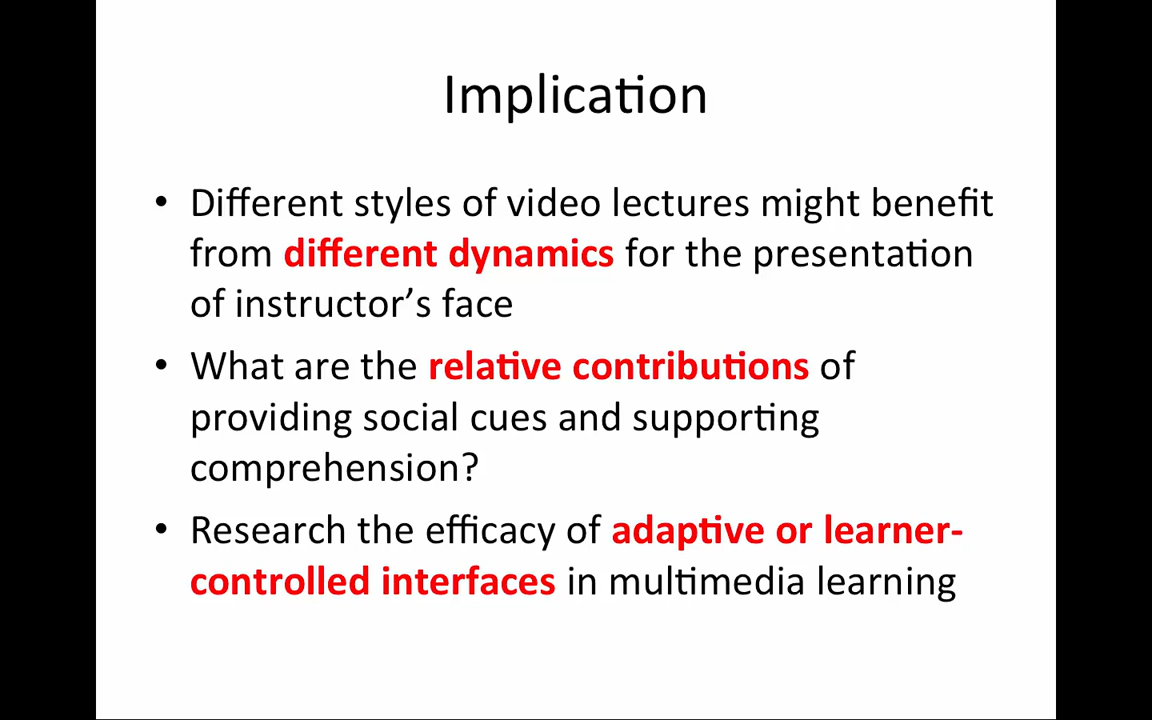 Implication
• Different styles of video lectures might benefit
from different dynamics for the presentation
of instructor’s face
• What are the relative contributions of
providing social cues and supporting
comprehension?
• Research the efficacy of adaptive or learner-
controlled interfaces in multimedia learning